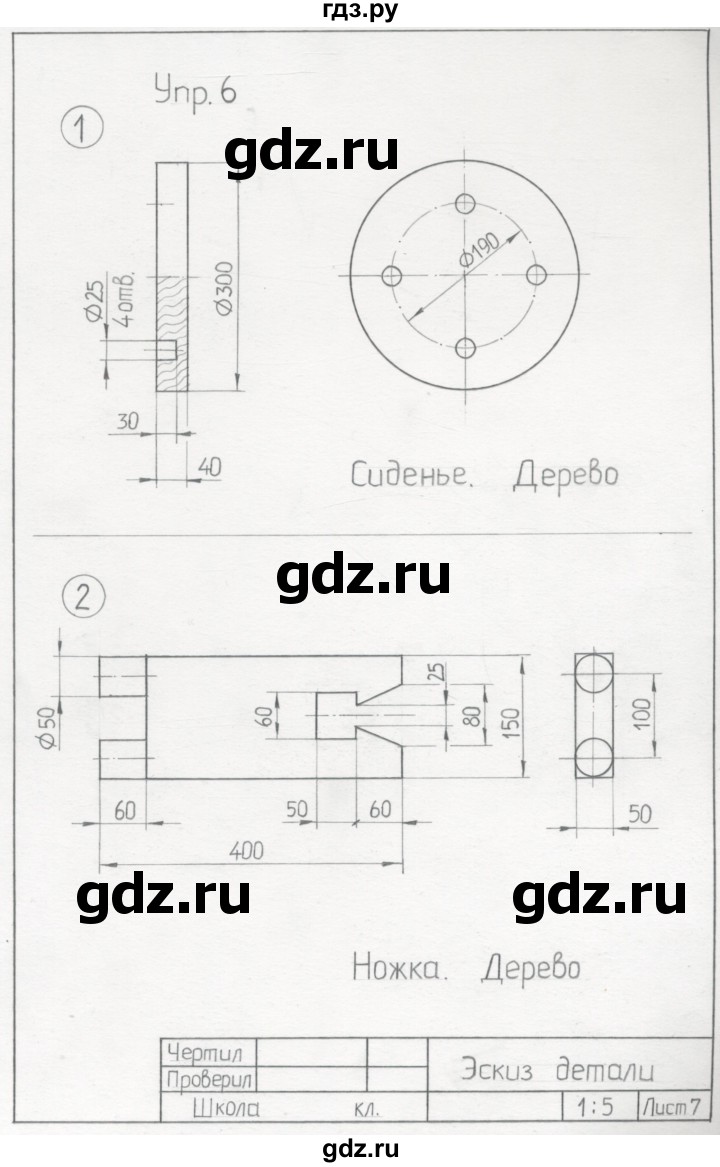 гдз.ру
Упр. 6
1
gdz.ru
Ø25
4 отв.
Ø300
Ø190
30
40
Сиденье. Дерево
gdz.ru
2
Ø50
60
25
80
150
100
60
50
60
50
400
gdz.ru
gdz.ru
Ножка. Дерево
Чертил
Проверил
Эскиз детали
Школа кл.
1:5
Лист 7
gdz.ru